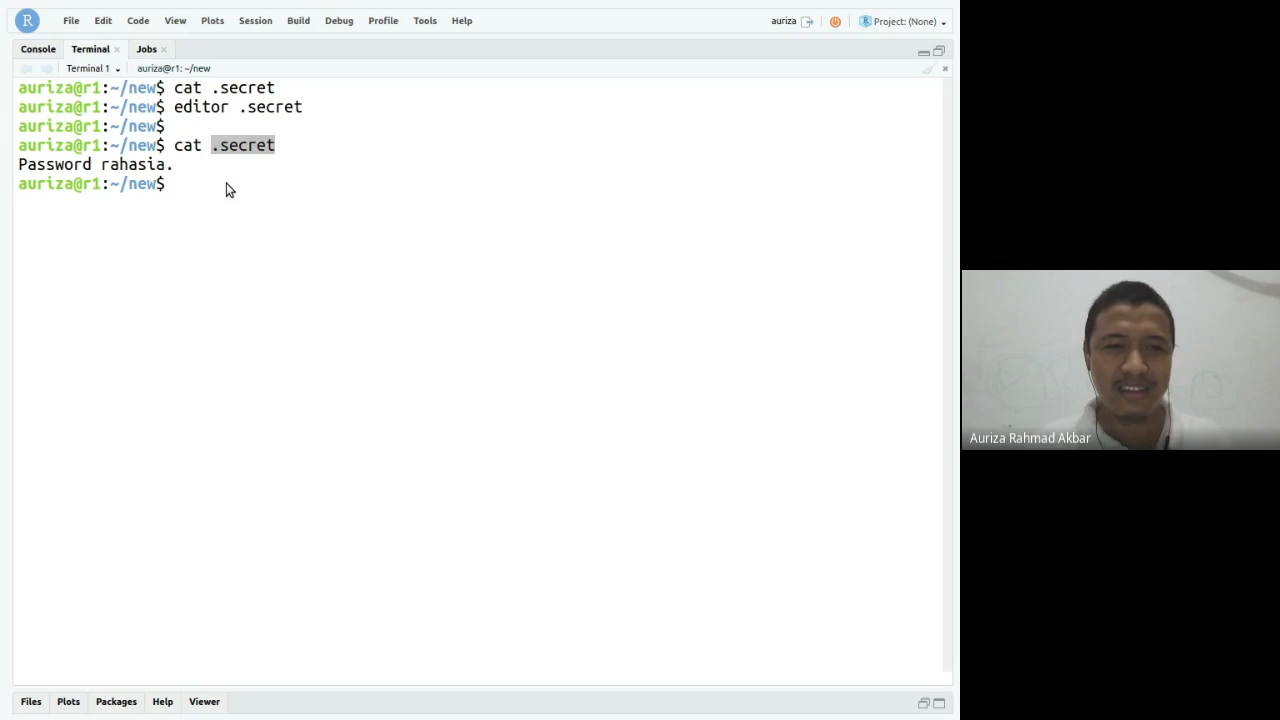 R File Edit Code View Plots Session Build Debug Profile Tools Help auriza R Project: (None)
Console Terminal × Jobs ×
Terminal 1 auriza@r1: ~/new
auriza@r1:~/new$ cat .secret
auriza@r1:~/new$ editor .secret
auriza@r1:~/new$
auriza@r1:~/new$ cat .secret
Password rahasia.
auriza@r1:~/new$
Auriza Rahmad Akbar
Files Plots Packages Help Viewer